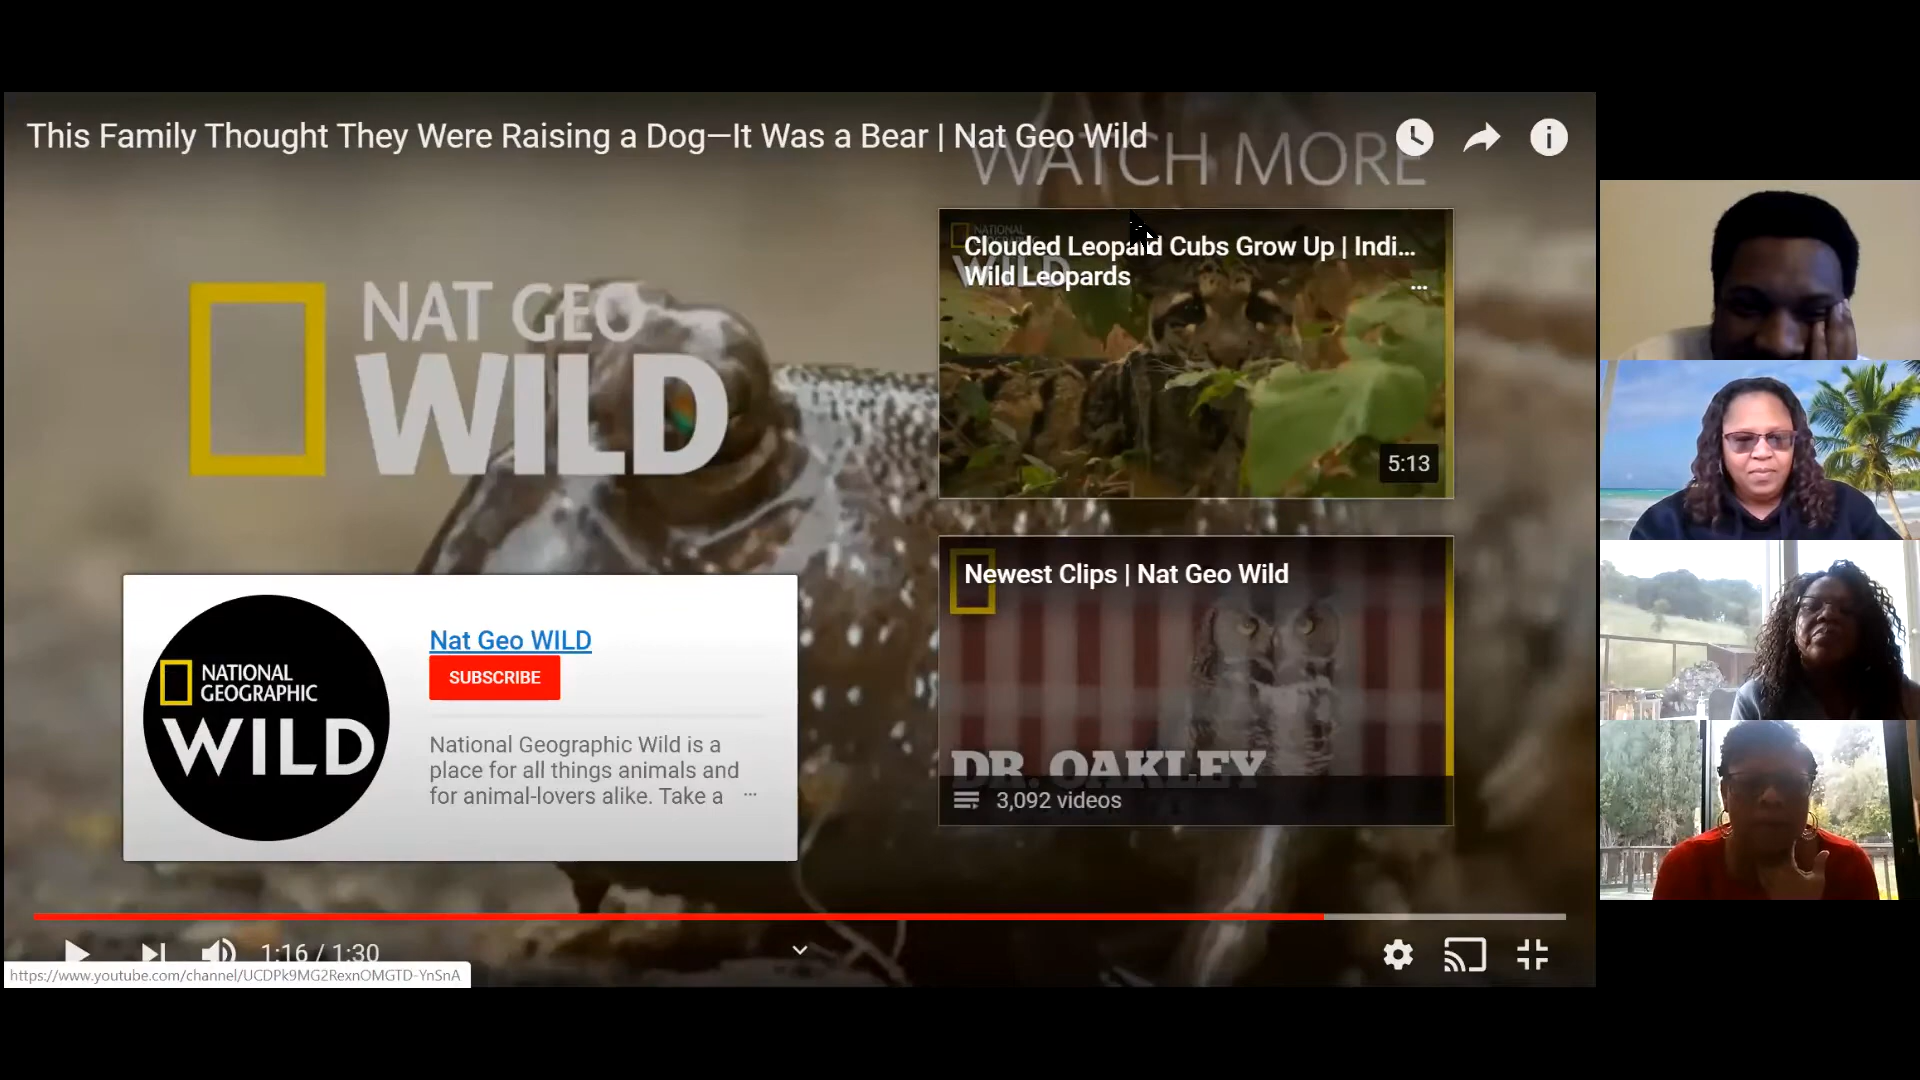 This Family Thought They Were Raising a Dog—It Was a Bear | Nat Geo Wild
WATCH MORE
NAT GEO
WILD
NATIONAL
WILD
Clouded Leopard Cubs Grow Up | Indi...
Wild Leopards
5:13
Newest Clips | Nat Geo Wild
DR. OAKLEY
3,092 videos
NATIONAL
GEOGRAPHIC
WILD
Nat Geo WILD
SUBSCRIBE
National Geographic Wild is a
place for all things animals and
for animal-lovers alike. Take a ...
1:16 / 1:30
https://www.youtube.com/channel/UCDPk9MG2RexnOMGTD-YnSnA